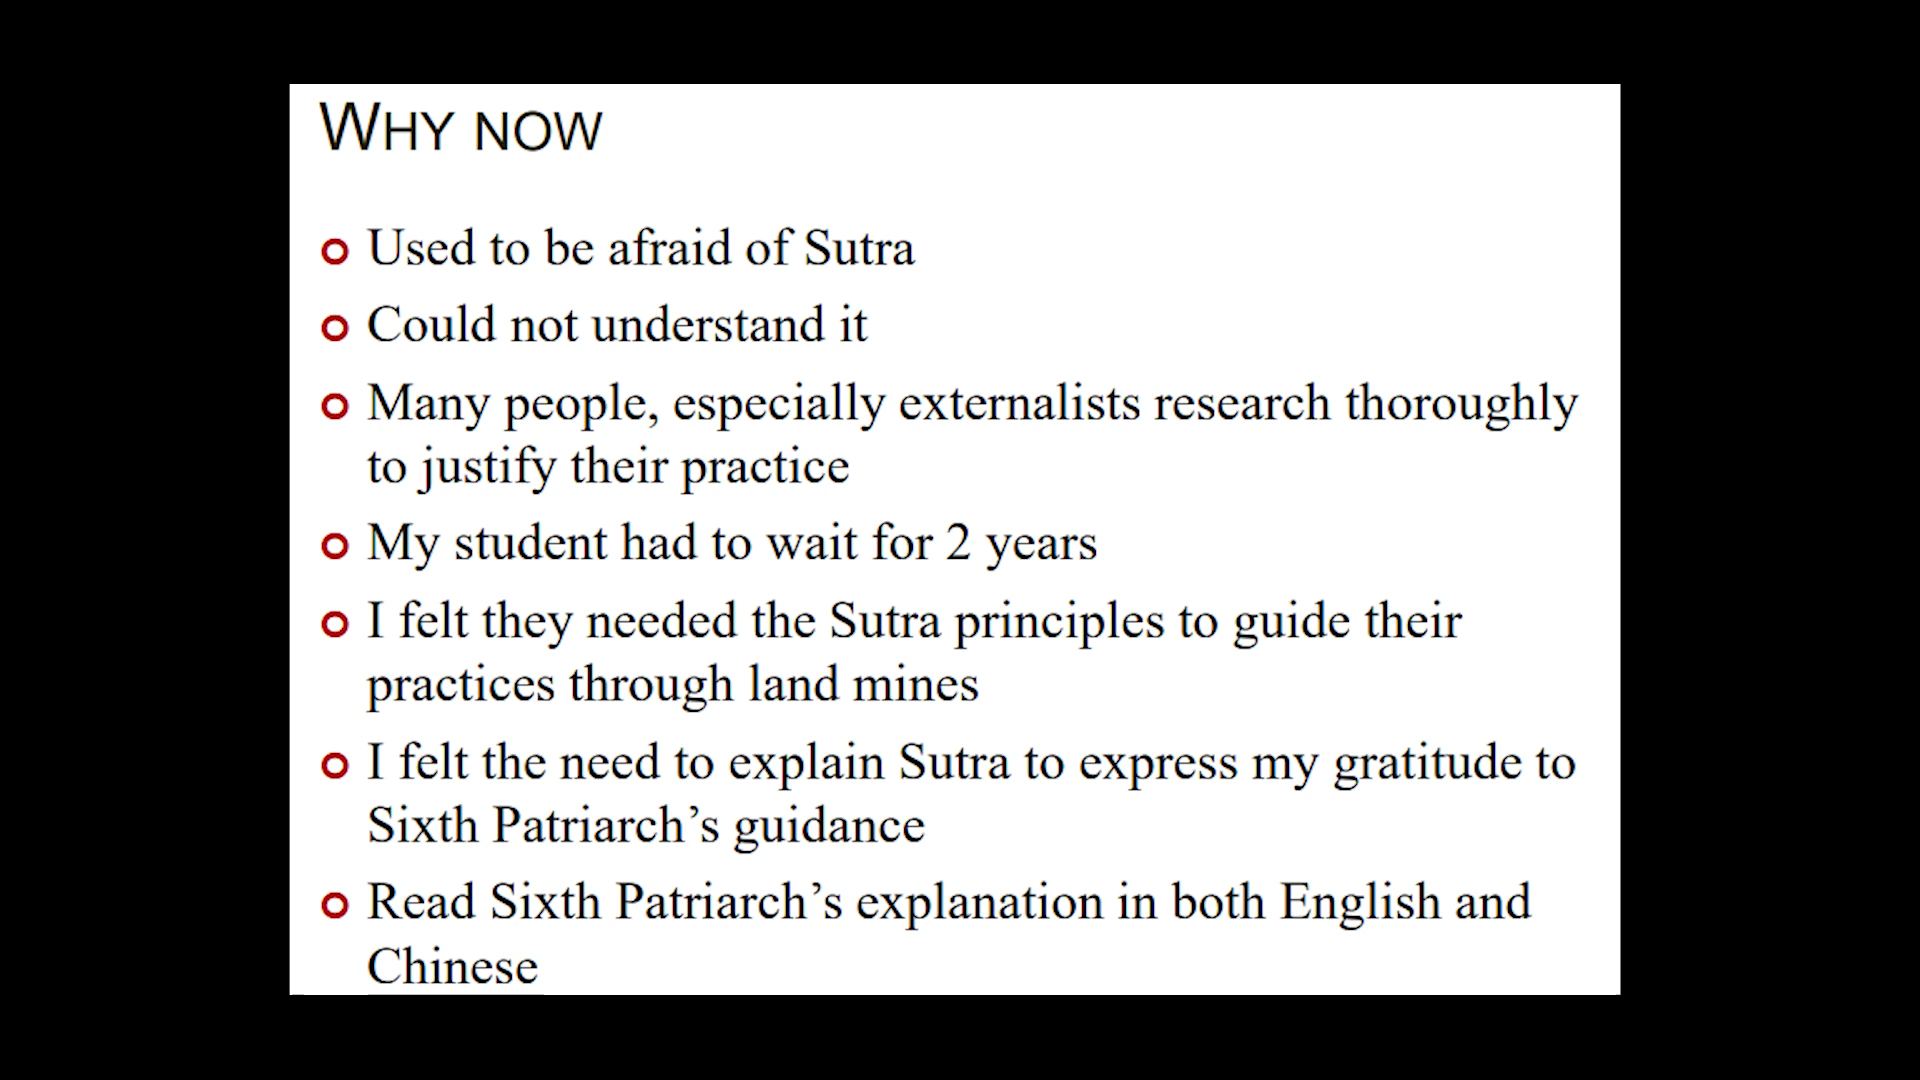 WHY NOW
Used to be afraid of Sutra
Could not understand it
Many people, especially externalists research thoroughly
to justify their practice
My student had to wait for 2 years
I felt they needed the Sutra principles to guide their
practices through land mines
I felt the need to explain Sutra to express my gratitude to
Sixth Patriarch’s guidance
Read Sixth Patriarch’s explanation in both English and
Chinese